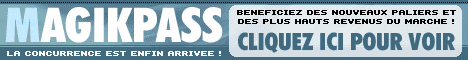 MAGIKPASS
LA CONCURRENCE EST ENFIN ARRIVEE !
BENEFICIEZ DES NOUVEAUX PALIERS ET
DES PLUS HAUTS REVENUS DU MARCHE !
CLIQUEZ ICI POUR VOIR